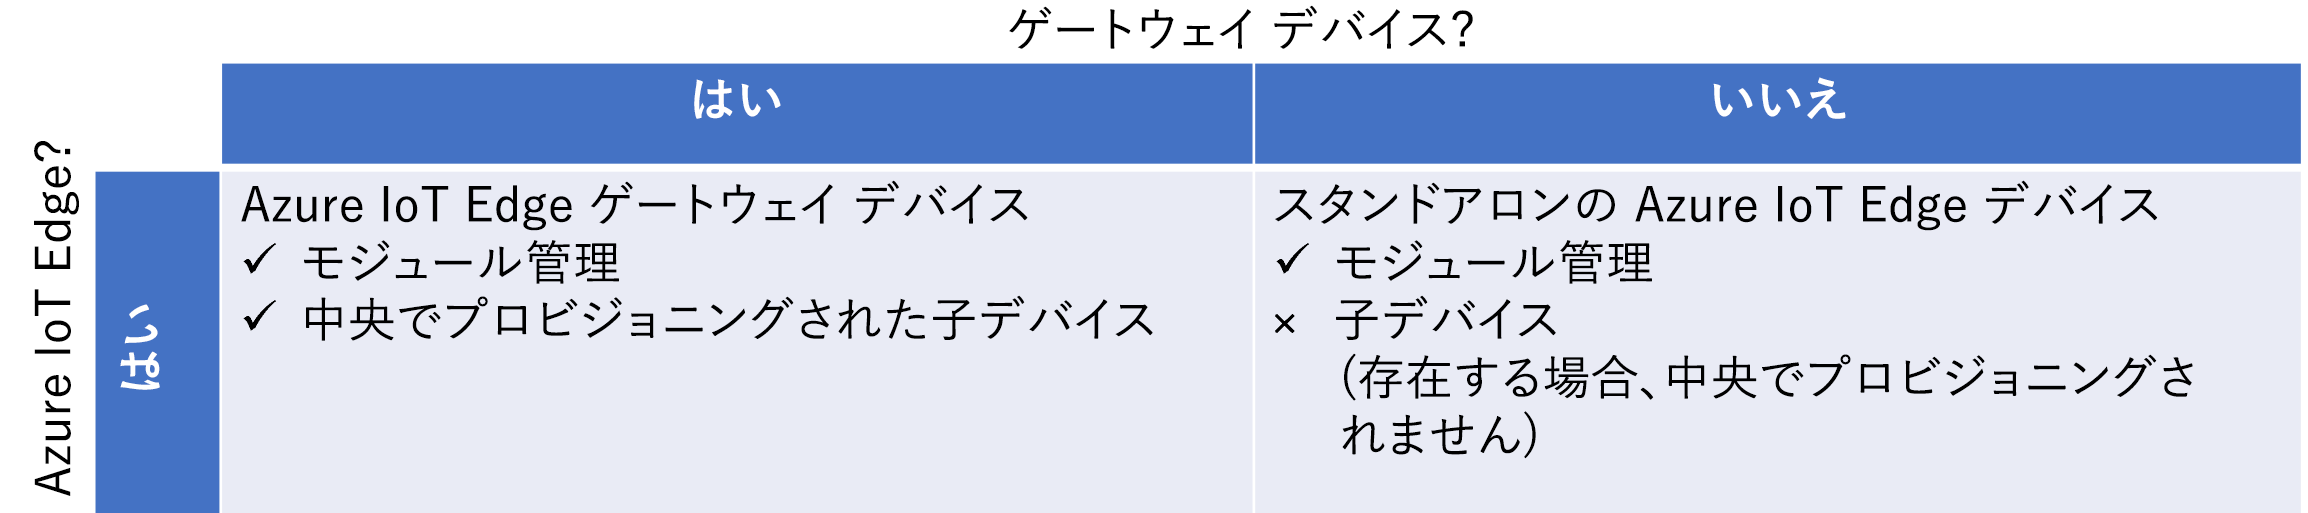 ゲートウェイ デバイス?
はい
いいえ
Azure IoT Edge?
はい
Azure IoT Edge ゲートウェイ デバイス
✓ モジュール管理
✓ 中央でプロビジョニングされた子デバイス
スタンドアロンの Azure IoT Edge デバイス
✓ モジュール管理
× 子デバイス
(存在する場合、中央でプロビジョニングさ
れません)